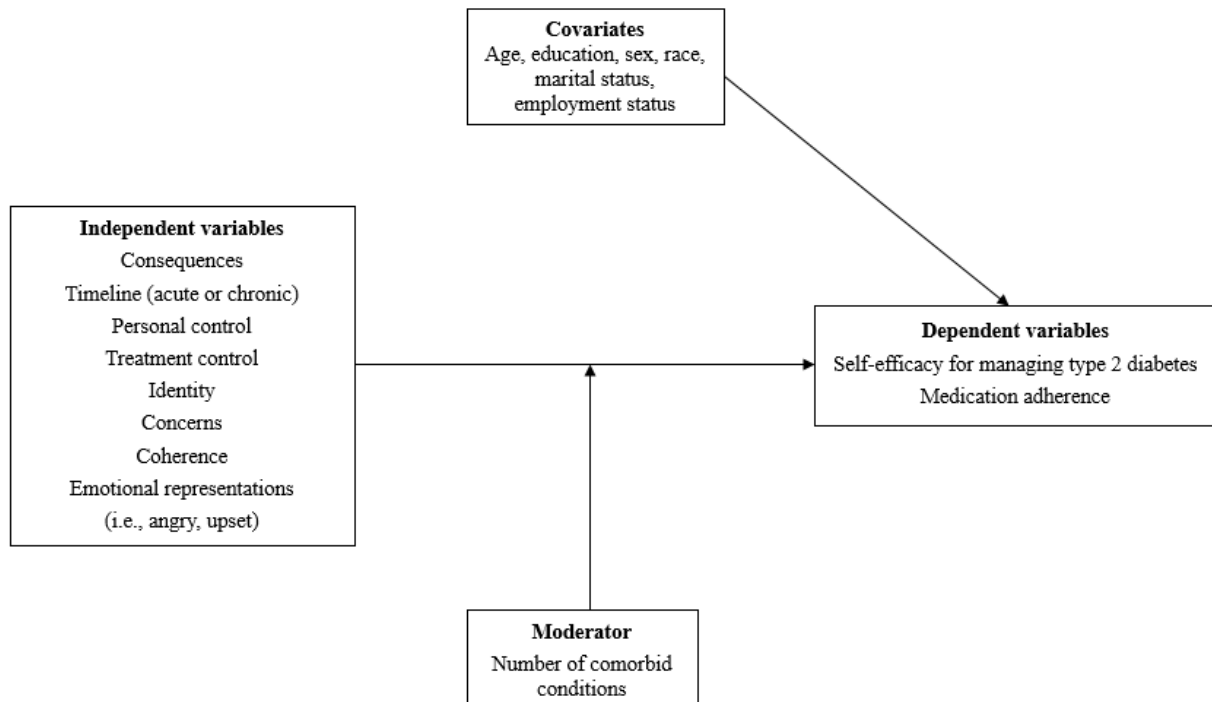 Covariates
Age, education, sex, race,
marital status,
employment status
Independent variables
Consequences
Timeline (acute or chronic)
Personal control
Treatment control
Identity
Concerns
Coherence
Emotional representations
(i.e., angry, upset)
Dependent variables
Self-efficacy for managing type 2 diabetes
Medication adherence
Moderator
Number of comorbid
conditions